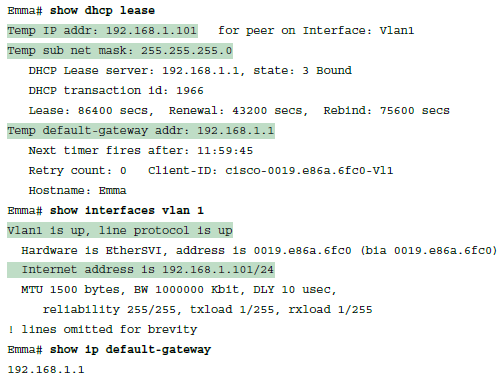 Emma# show dhcp lease
Temp IP addr: 192.168.1.101   for peer on Interface: Vlan1
Temp sub net mask: 255.255.255.0
   DHCP Lease server: 192.168.1.1, state: 3 Bound
   DHCP transaction id: 1966
   Lease: 86400 secs,  Renewal: 43200 secs,  Rebind: 75600 secs
Temp default-gateway addr: 192.168.1.1
   Next timer fires after: 11:59:45
   Retry count: 0   Client-ID: cisco-0019.e86a.6fc0-Vl1
   Hostname: Emma
Emma# show interfaces vlan 1
Vlan1 is up, line protocol is up
  Hardware is EtherSVI, address is 0019.e86a.6fc0 (bia 0019.e86a.6fc0)
  Internet address is 192.168.1.101/24
  MTU 1500 bytes, BW 1000000 Kbit, DLY 10 usec,
     reliability 255/255, txload 1/255, rxload 1/255
! lines omitted for brevity
Emma# show ip default-gateway
192.168.1.1